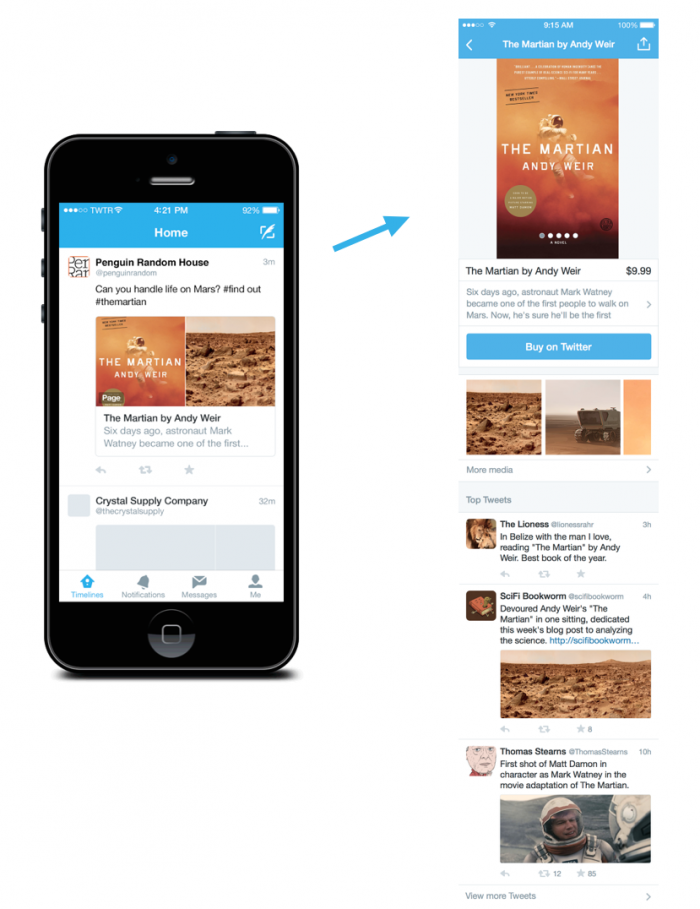 TWTR
4:21 PM
92%
Home
Penguin Random House
3m
@penguinrandom
Can you handle life on Mars? #find out
#themartian
THE MARTIAN
ANDY WEIR
Page
The Martian by Andy Weir
Six days ago, astronaut Mark
Watney became one of the first...
Crystal Supply Company
32m
@thecrystalsupply
Timelines
Notifications
Messages
Me
9:15 AM
100%
The Martian by Andy Weir
NEW YORK TIMES
BESTSELLER
THE MARTIAN
ANDY WEIR
A NOVEL
The Martian by Andy Weir
$9.99
Six days ago, astronaut Mark Watney
became one of the first people to walk on
Mars. Now, he's sure he'll be the first
Buy on Twitter
More media
Top Tweets
The Lioness @lionessrahr
3h
In Belize with the man I love,
reading "The Martian" by Andy
Weir. Best book of the year.
SciFi Bookworm @scifibookworm
4h
Devoured Andy Weir's "The
Martian" in one sitting, dedicated
this week's blog post to analyzing
the science. http://scifibookworm...
8
Thomas Stearns @ThomasStearns
10h
First shot of Matt Damon in
character as Mark Watney in the
movie adaptation of The Martian.
12
85
View more Tweets